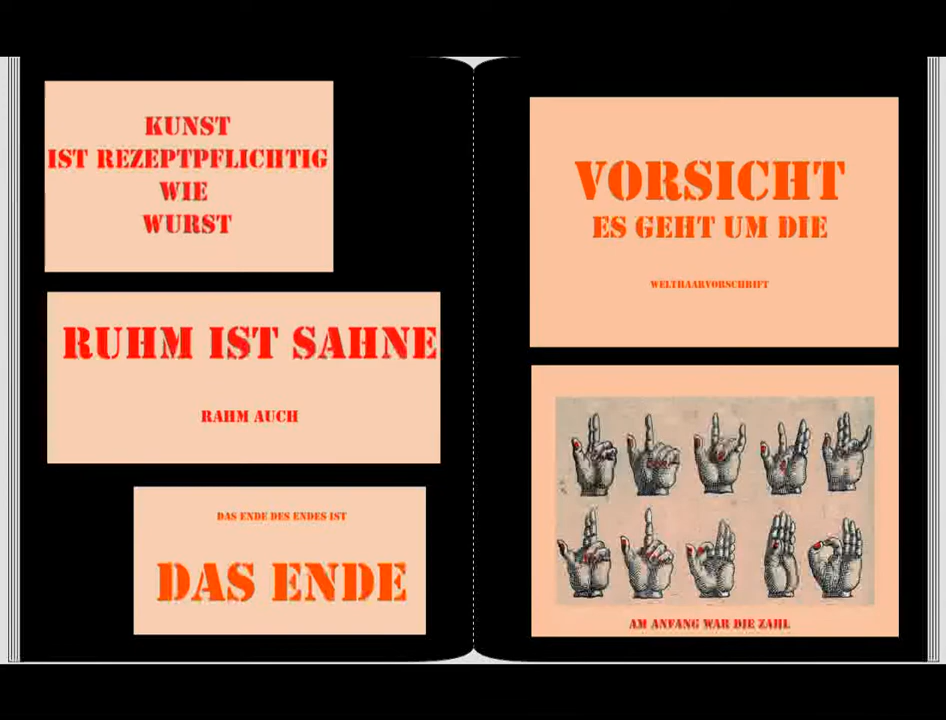 KUNST
IST REZEPTPFLICHTIG
WIE
WURST
RUHM IST SAHNE
RAHM AUCH
DAS ENDE DES ENDES IST
DAS ENDE
VORSICHT
ES GEHT UM DIE
WELTHAARVORSCHRIFT
AM ANFANG WAR DIE ZAHL